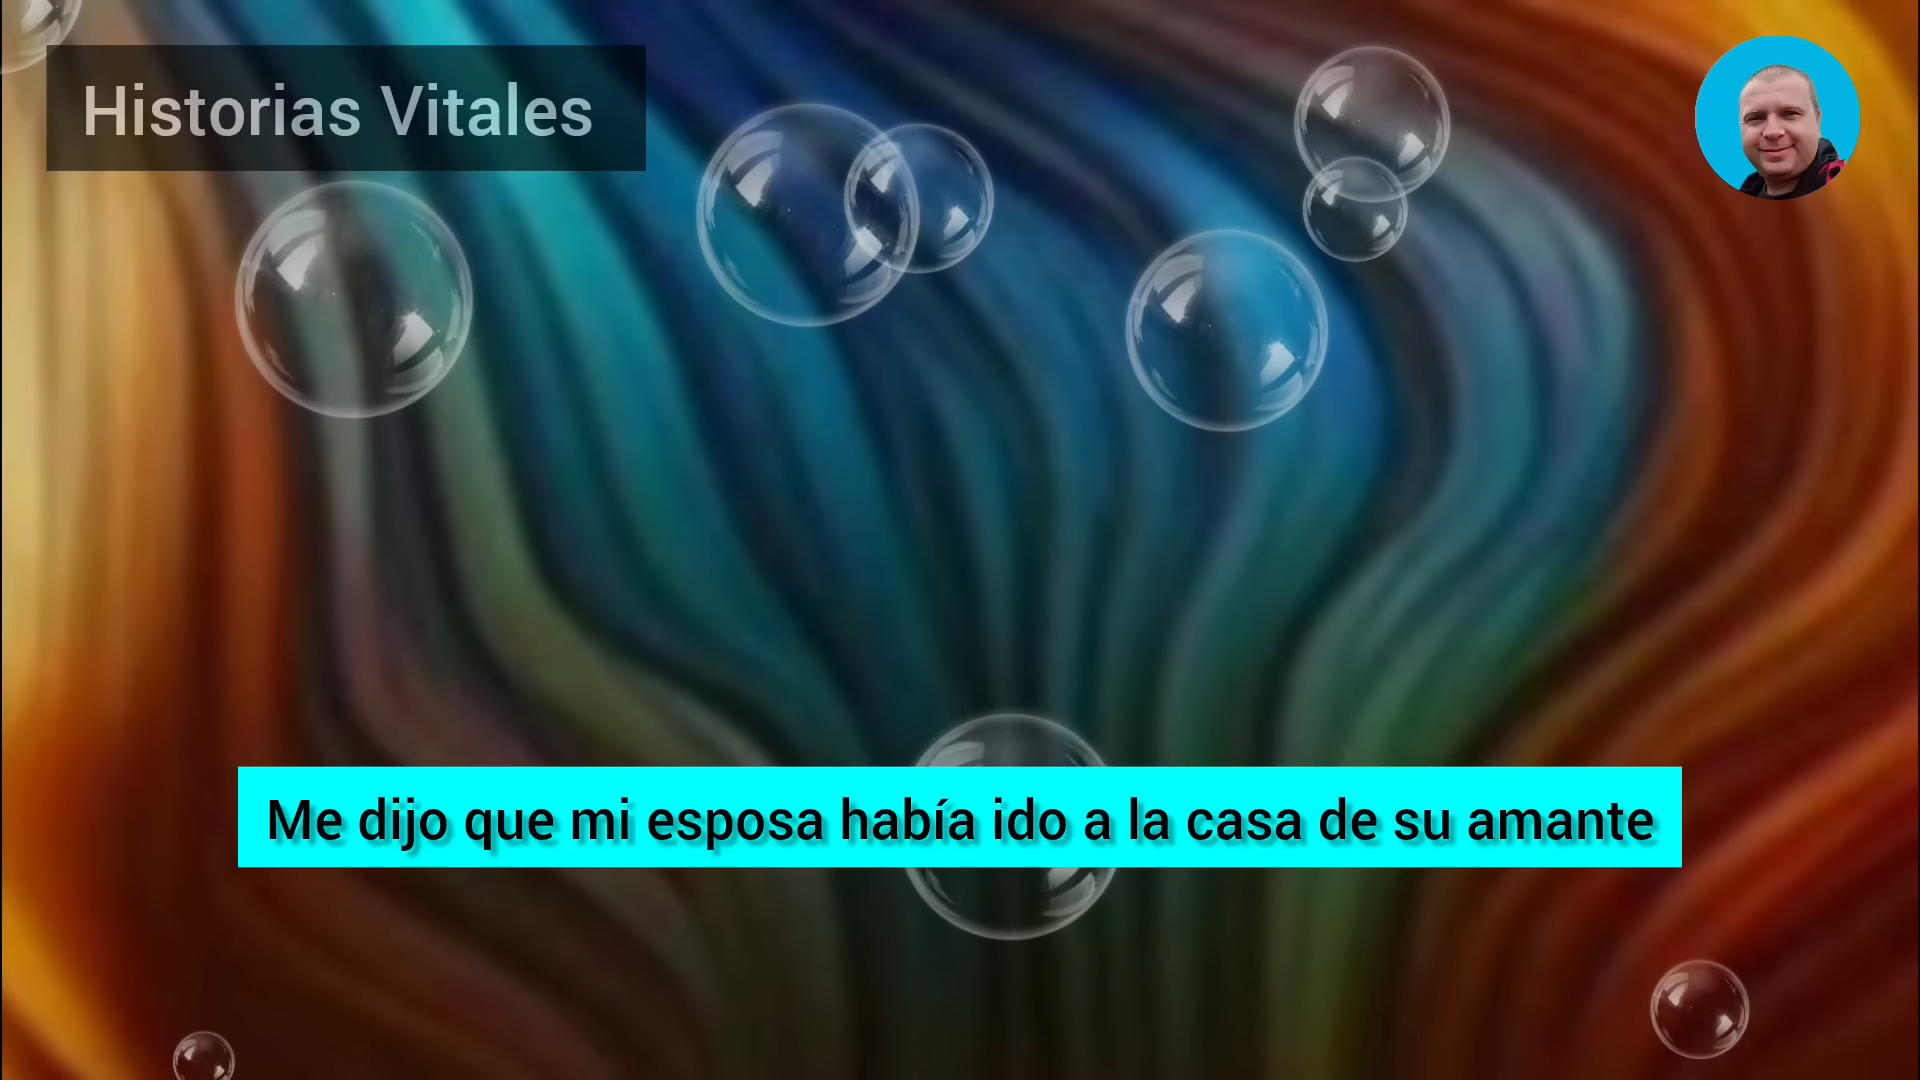 Historias Vitales
Me dijo que mi esposa había ido a la casa de su amante